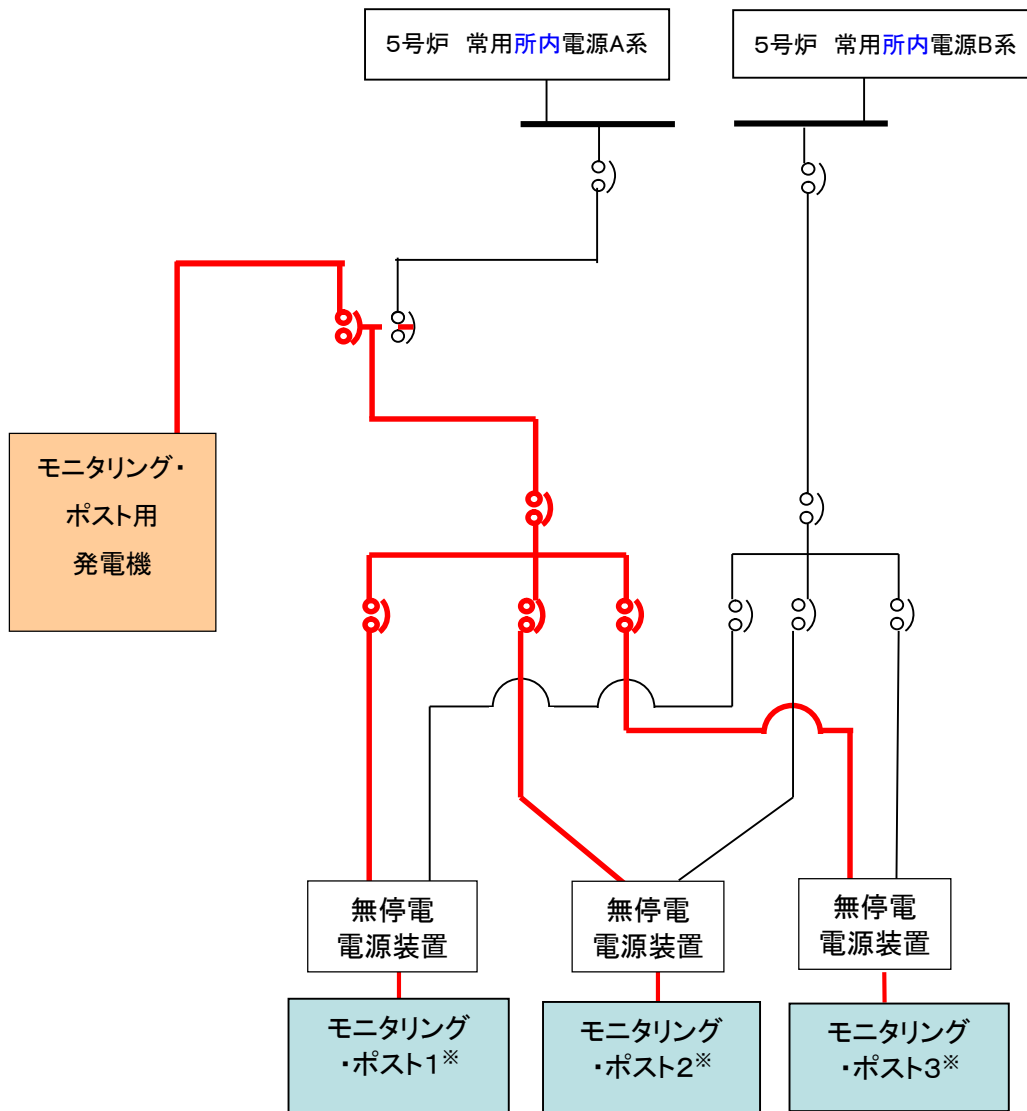 5号炉 常用所内電源A系
5号炉 常用所内電源B系
モニタリング・
ポスト用
発電機
無停電
電源装置
無停電
電源装置
無停電
電源装置
モニタリング
・ポスト1※
モニタリング
・ポスト2※
モニタリング
・ポスト3※